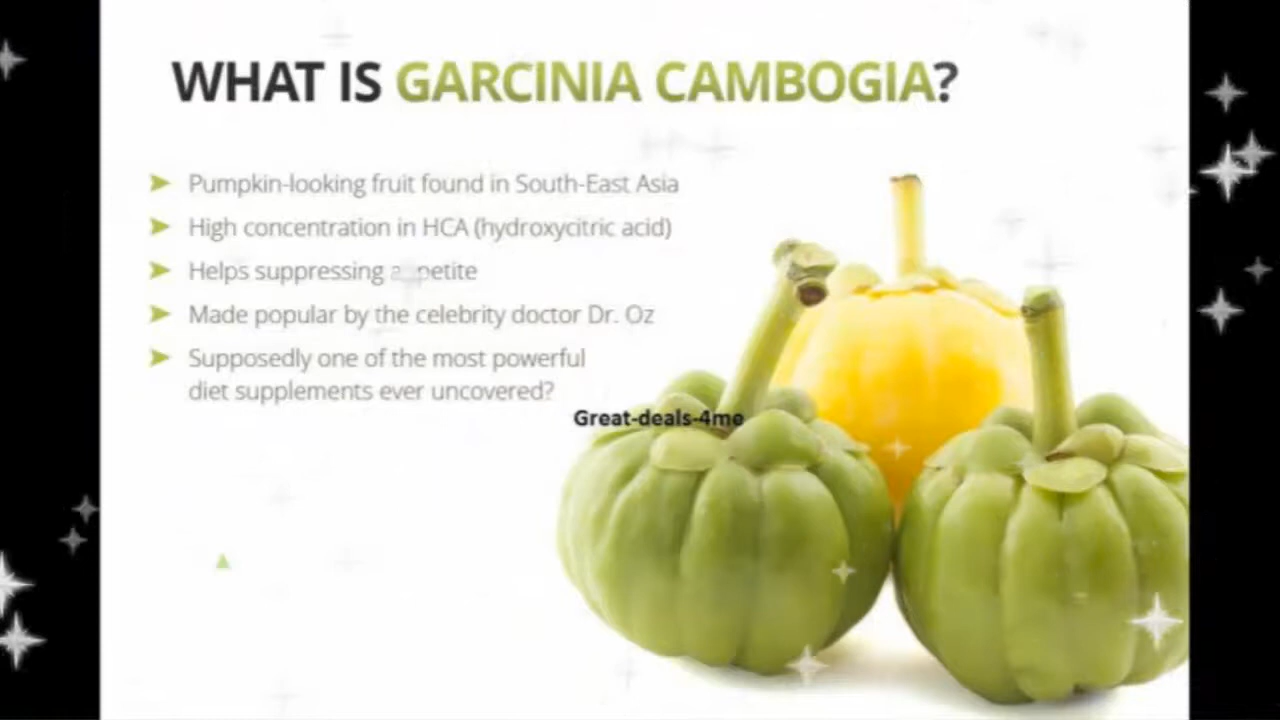 WHAT IS GARCINIA CAMBOGIA?
Pumpkin-looking fruit found in South-East Asia
High concentration in HCA (hydroxycitric acid)
Helps suppressing appetite
Made popular by the celebrity doctor Dr. Oz
Supposedly one of the most powerful
diet supplements ever uncovered?
Great-deals-4me